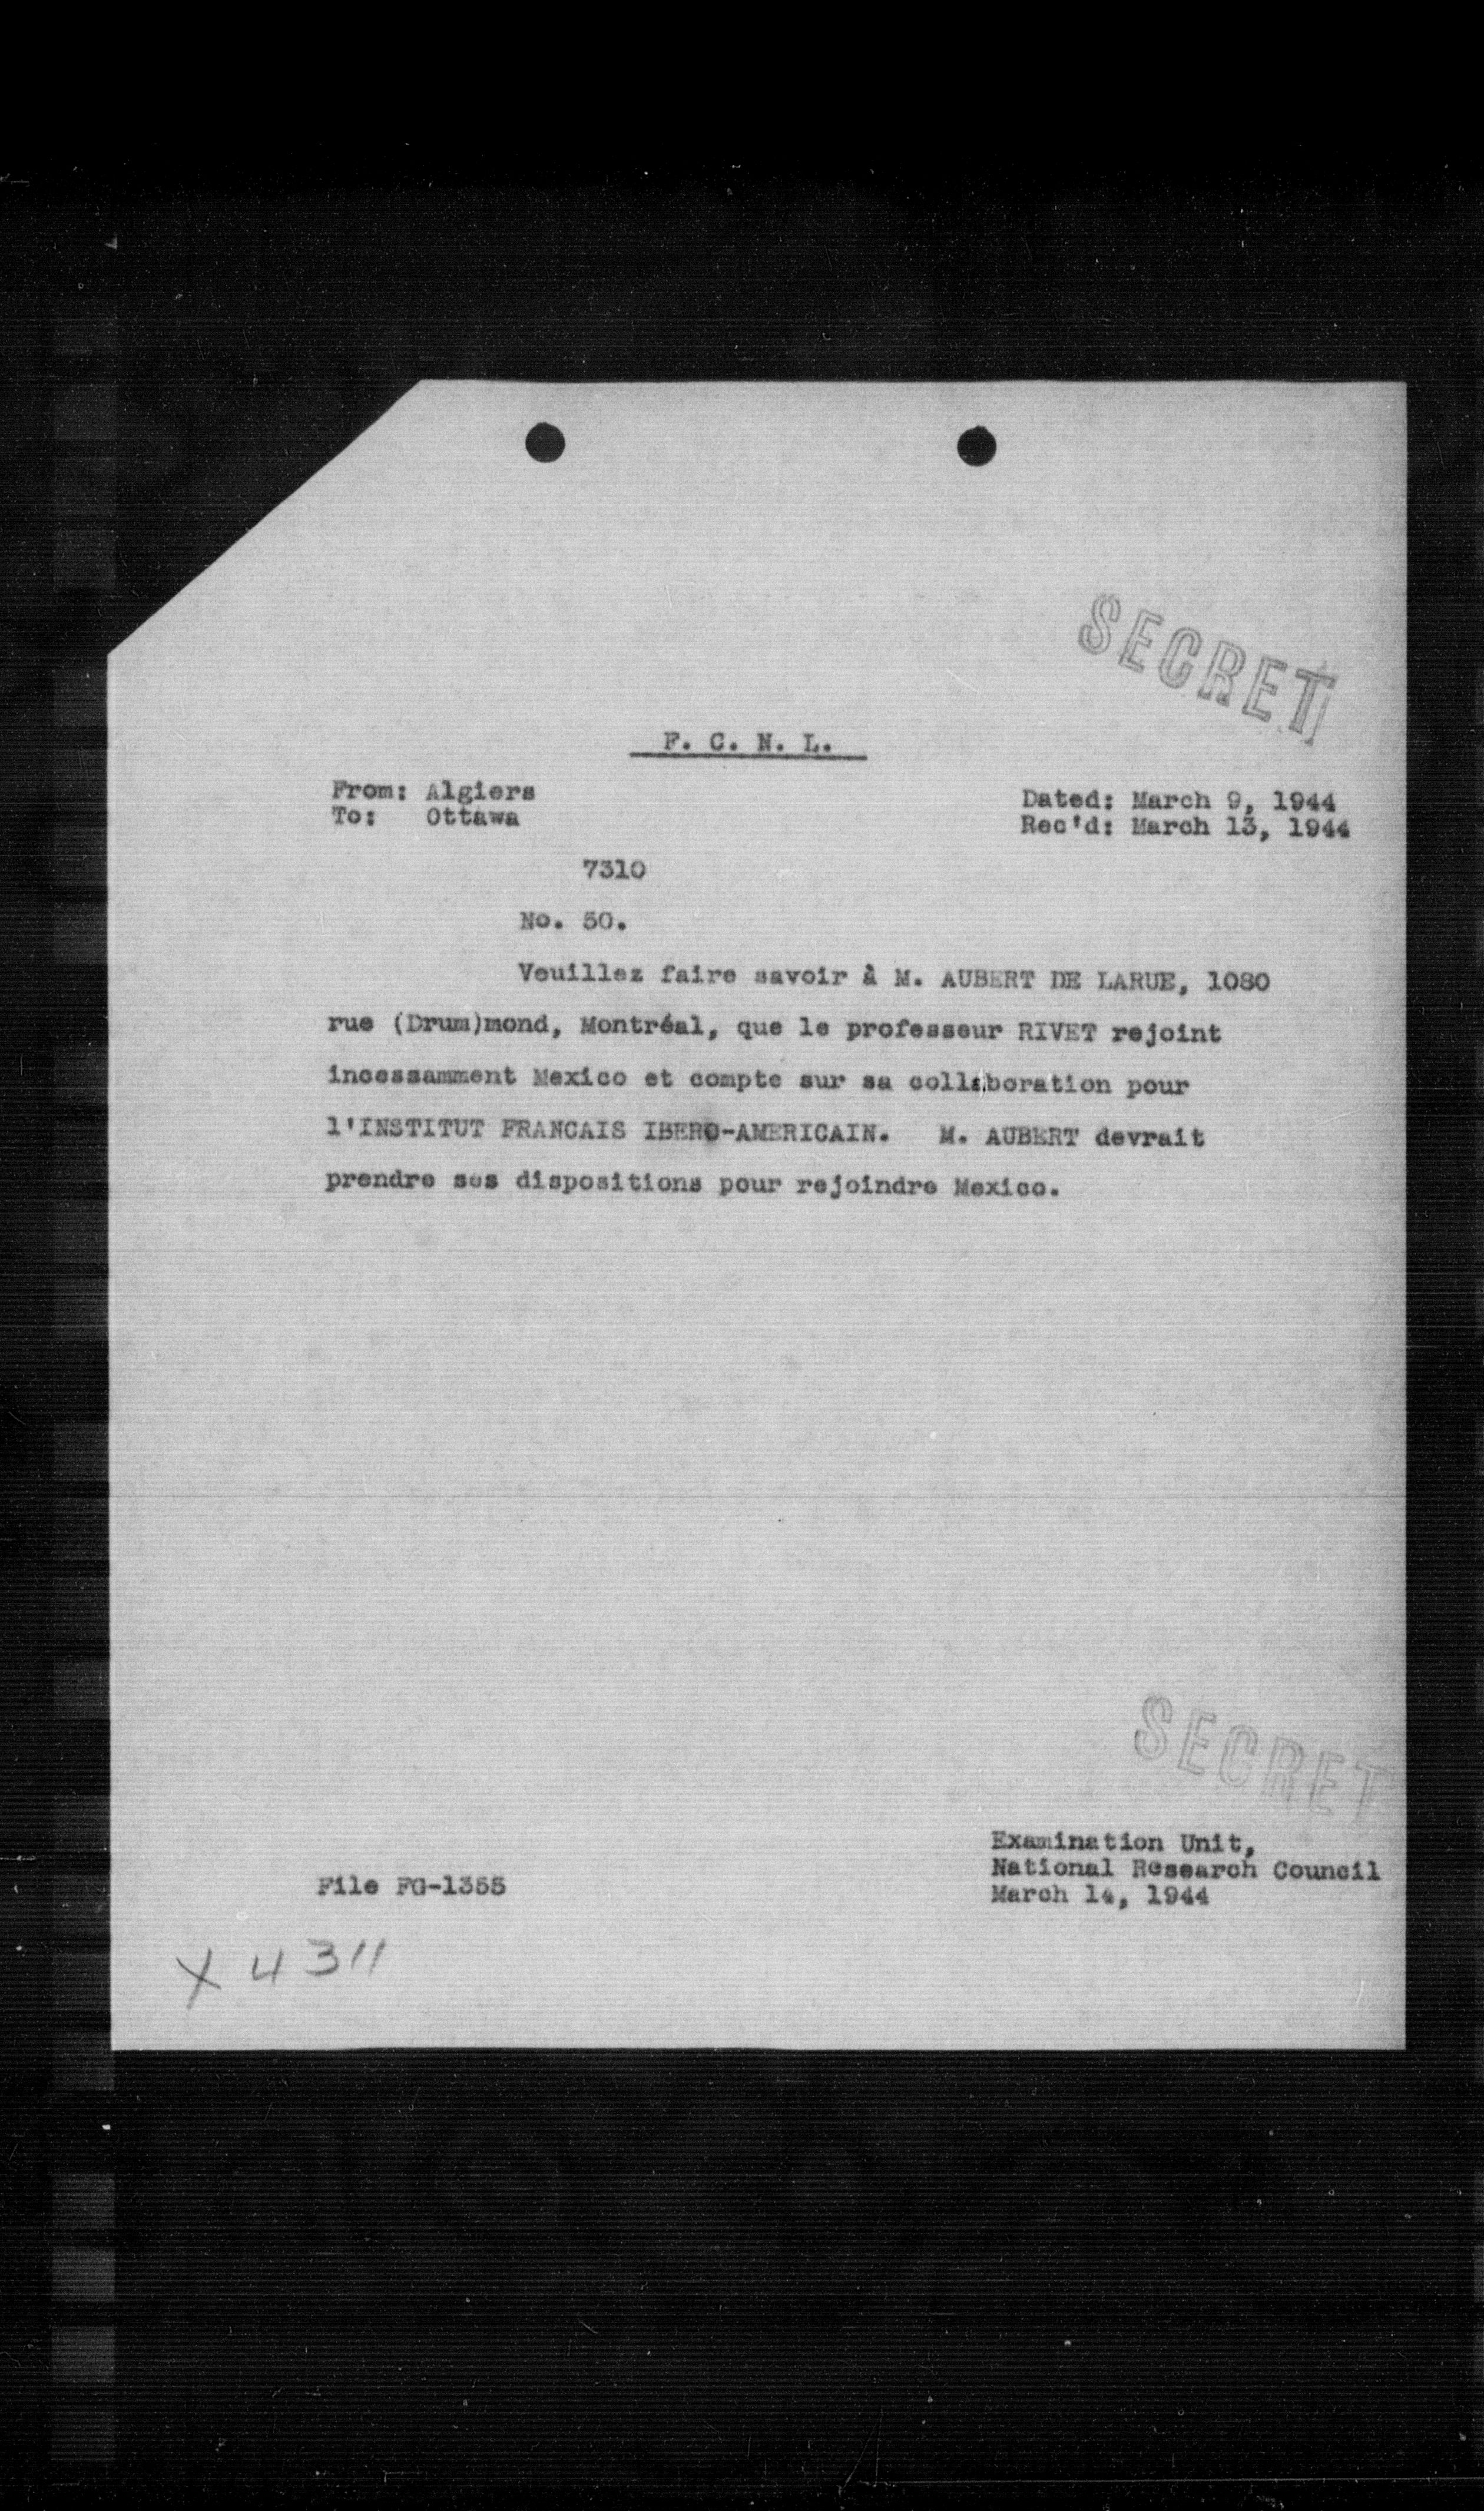 SECRET
F. C. N. L.
From: Algiers
To: Ottawa
Dated: March 9, 1944
Rec'd: March 13, 1944
7310
No. 50.
Veuillez faire savoir à M. AUBERT DE LARUE, 1080
rue (Drum)mond, Montréal, que le professeur RIVET rejoint
incessamment Mexico et compte sur sa collaboration pour
l'INSTITUT FRANCAIS IBERO-AMERICAIN. M. AUBERT devrait
prendre ses dispositions pour rejoindre Mexico.
SECRET
Examination Unit,
National Research Council
March 14, 1944
File FG-1355
X 4311